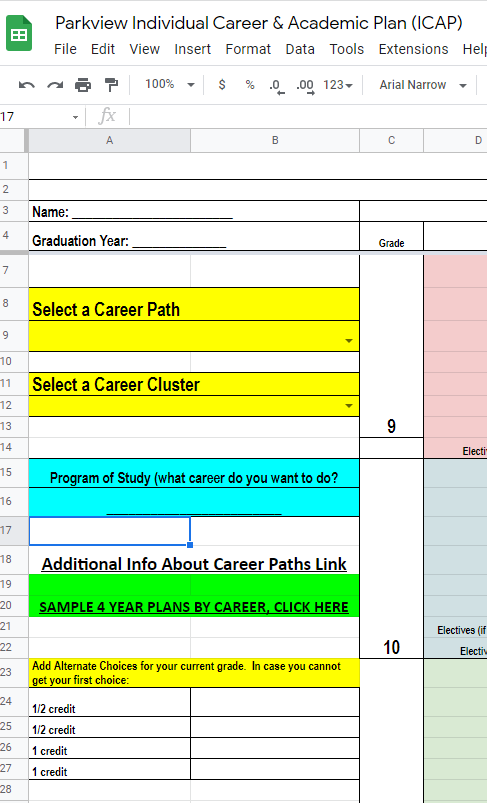 Parkview Individual Career & Academic Plan (ICAP)
File Edit View Insert Format Data Tools Extensions Help
100% $ % .0 .00 123 Arial Narrow
17 fx
A B C D
1
2
3 Name: ____________________
4 Graduation Year: ____________ Grade
7
8 Select a Career Path
9
10
11 Select a Career Cluster
12
13 9
14 Electi
15 Program of Study (what career do you want to do?
16 ______________________
17
18 Additional Info About Career Paths Link
19
20 SAMPLE 4 YEAR PLANS BY CAREER, CLICK HERE
21 Electives (if
22 10 Electiv
23 Add Alternate Choices for your current grade. In case you cannot
get your first choice:
24 1/2 credit
25 1/2 credit
26 1 credit
27 1 credit
28